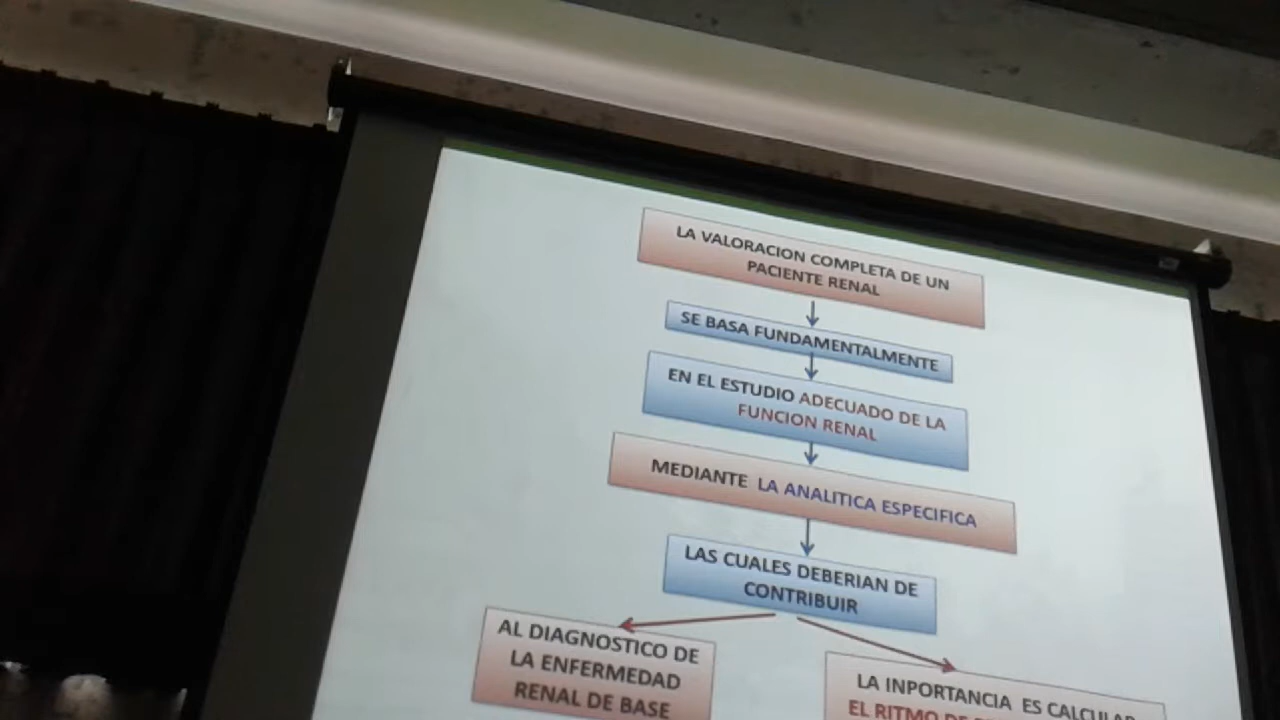 LA VALORACION COMPLETA DE UN
PACIENTE RENAL
SE BASA FUNDAMENTALMENTE
EN EL ESTUDIO ADECUADO DE LA
FUNCION RENAL
MEDIANTE LA ANALITICA ESPECIFICA
LAS CUALES DEBERIAN DE
CONTRIBUIR
AL DIAGNOSTICO DE
LA ENFERMEDAD
RENAL DE BASE
LA INPORTANCIA ES CALCULAR
EL RITMO DE